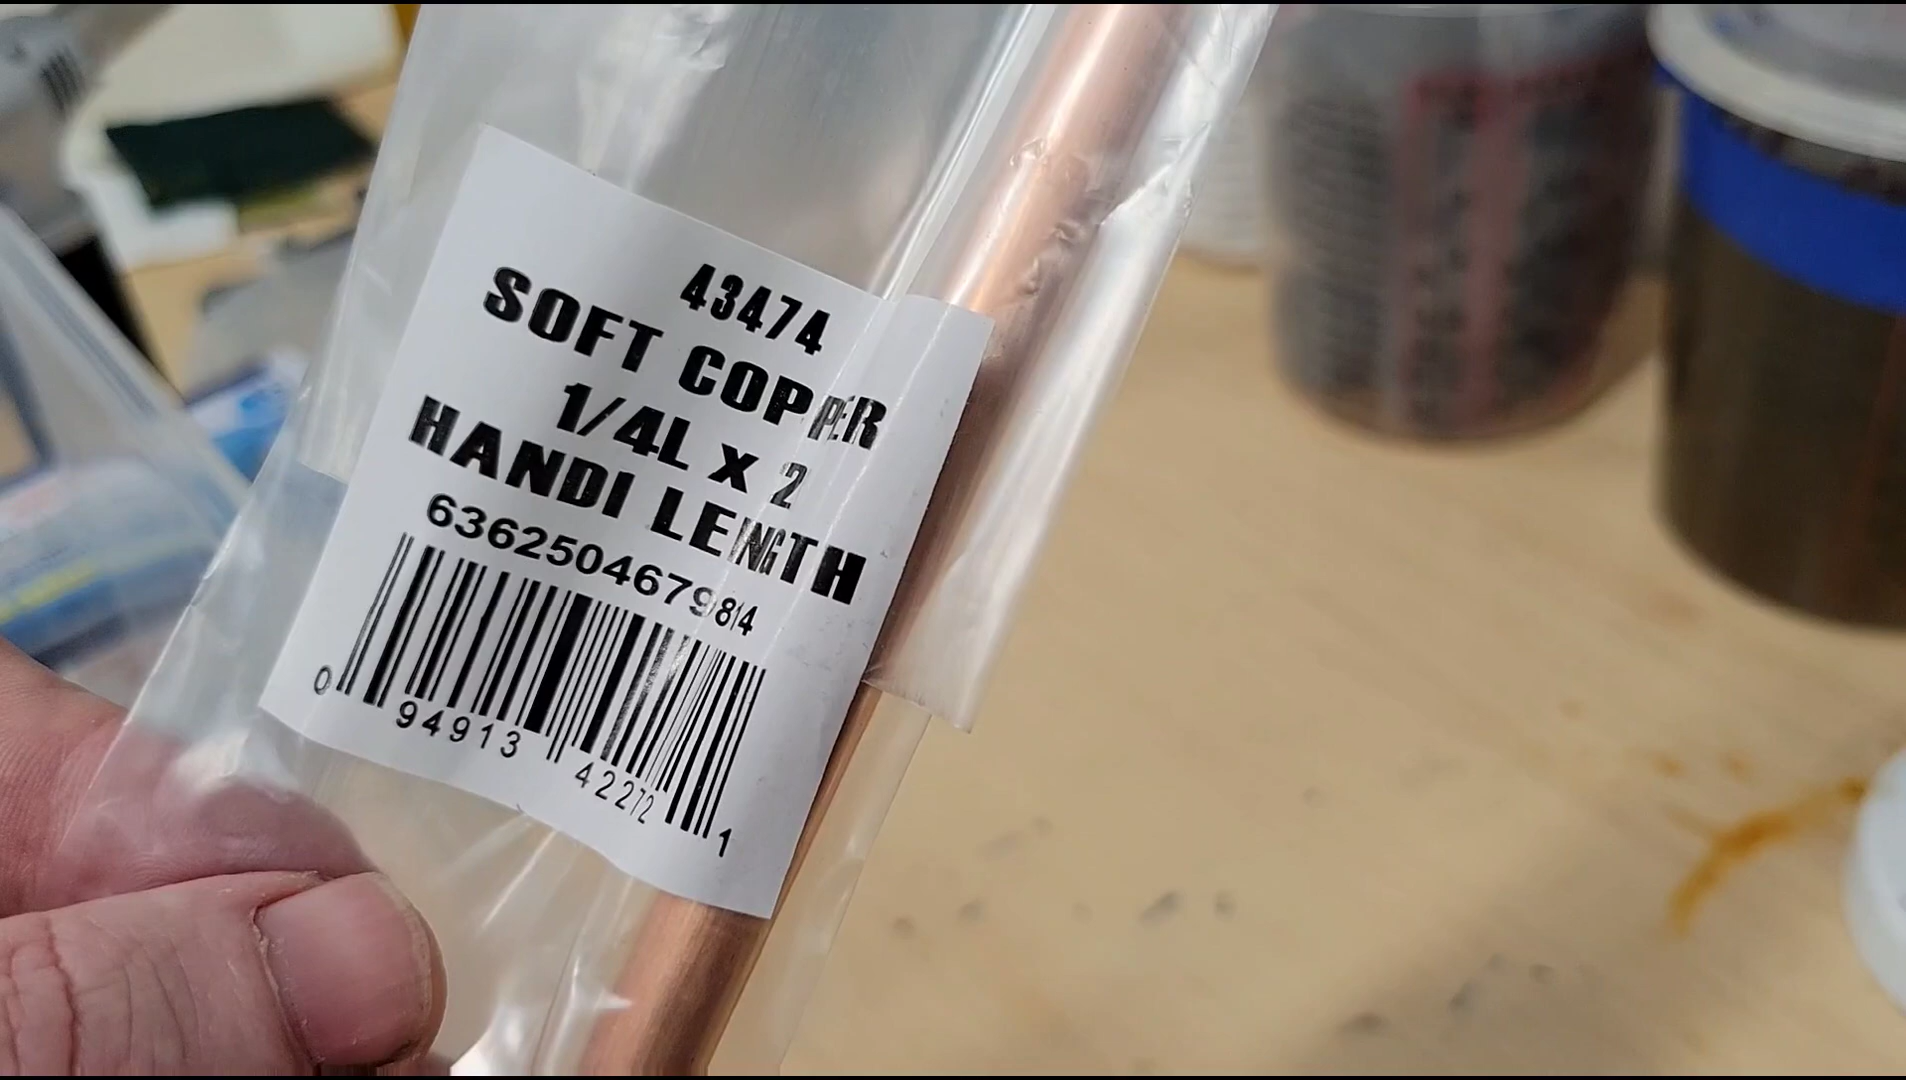 43474
SOFT COPPER
1/4L x 2
HANDI LENGTH
636250467984
0 94913 42272 1